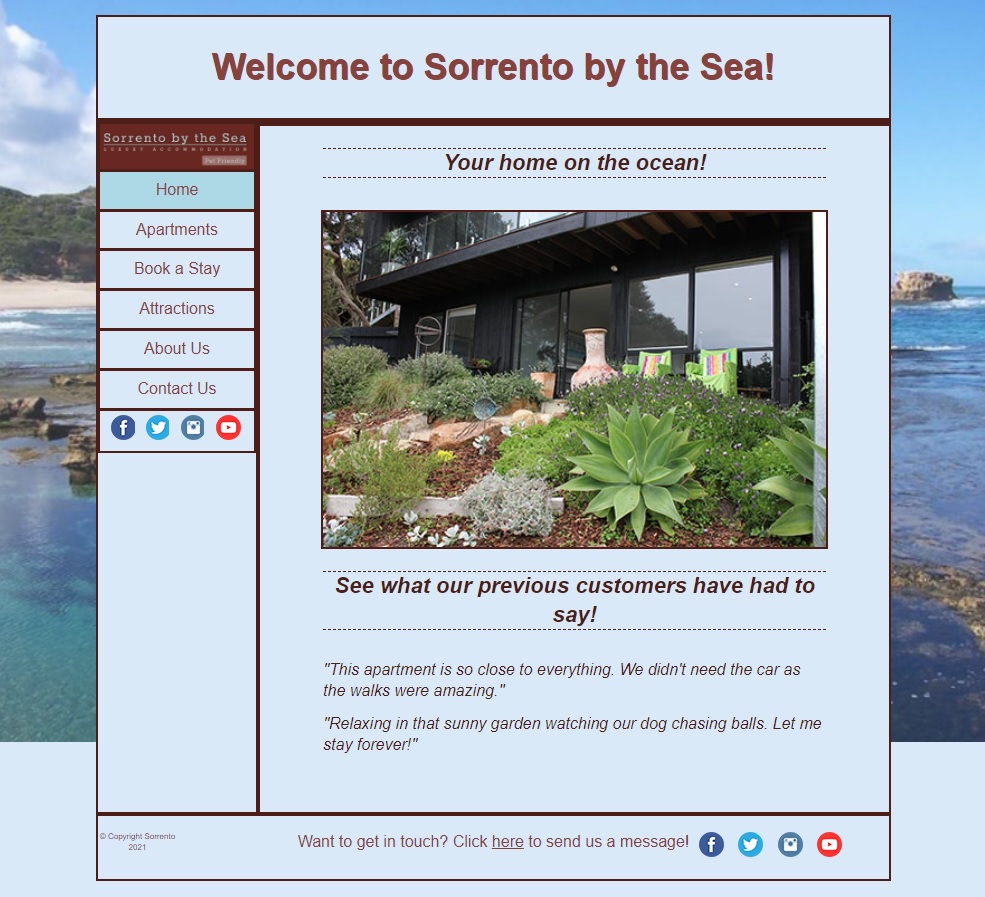 Welcome to Sorrento by the Sea!
Sorrento by the Sea
LUXURY ACCOMMODATION
Pet Friendly
Home
Apartments
Book a Stay
Attractions
About Us
Contact Us
Your home on the ocean!
See what our previous customers have had to
say!
"This apartment is so close to everything. We didn't need the car as
the walks were amazing."
"Relaxing in that sunny garden watching our dog chasing balls. Let me
stay forever!"
© Copyright Sorrento
2021
Want to get in touch? Click here to send us a message!